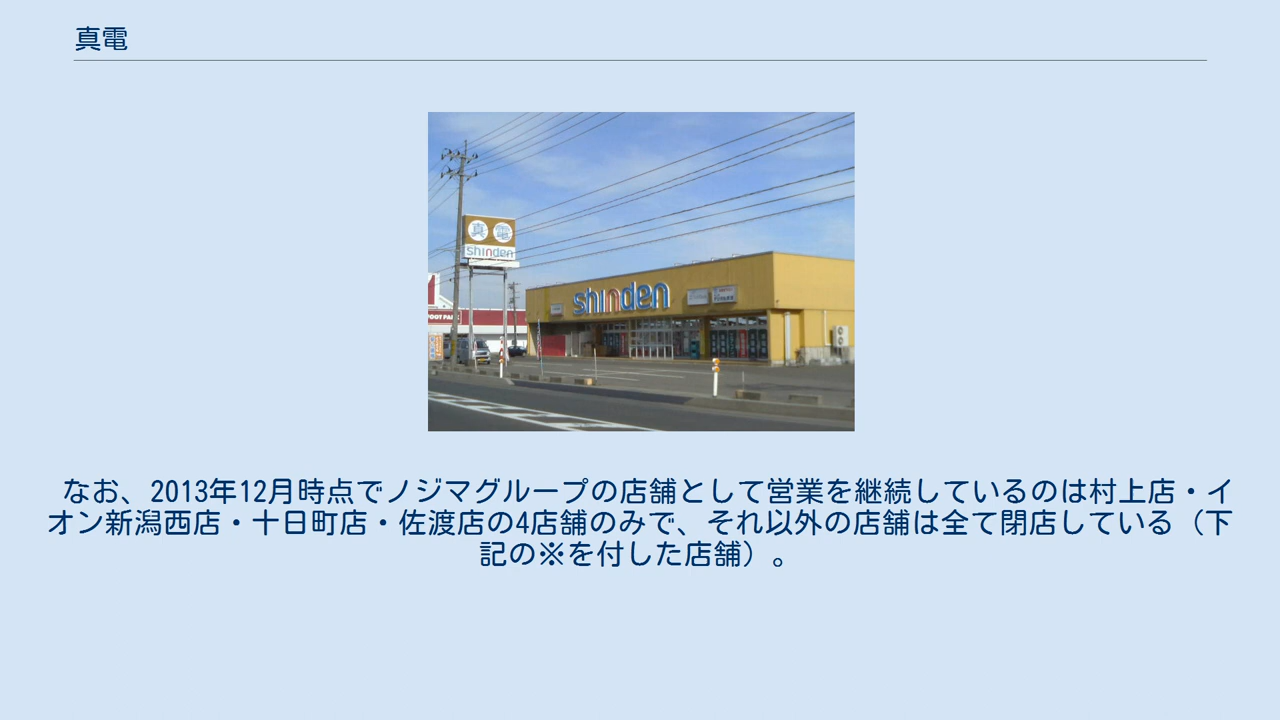 真電
真電
shinden
shinden
なお、2013年12月時点でノジマグループの店舗として営業を継続しているのは村上店・イ
オン新潟西店・十日町店・佐渡店の4店舗のみで、それ以外の店舗は全て閉店している（下
記の※を付した店舗）。